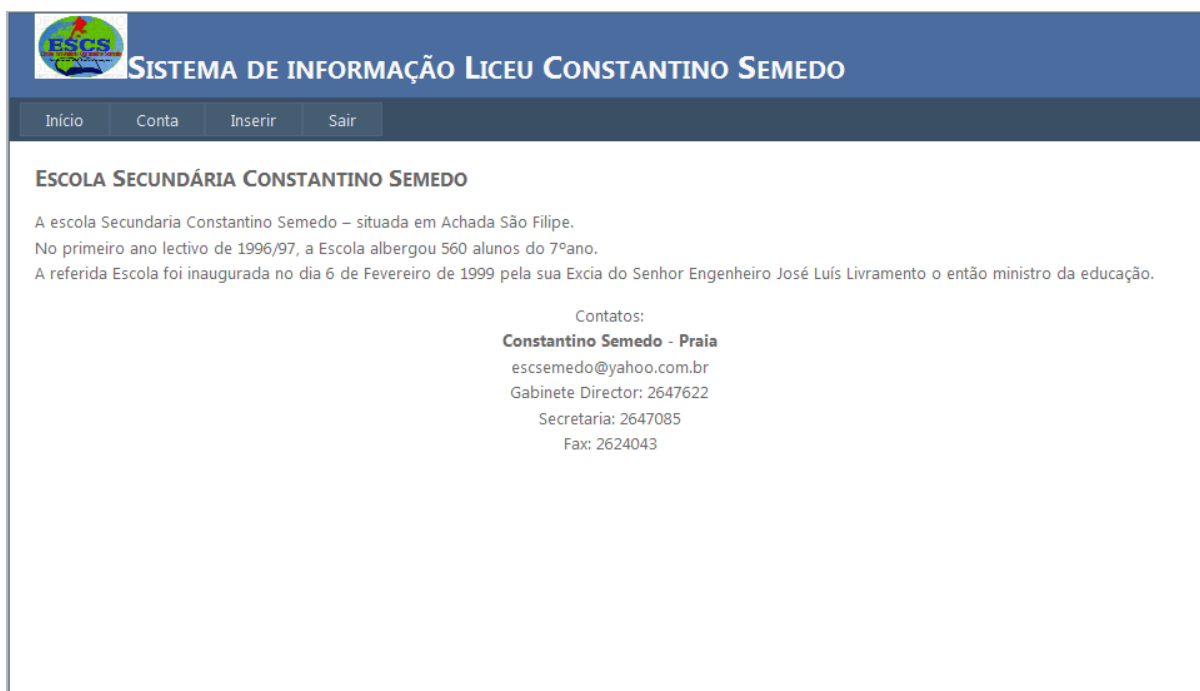 ESCS
SISTEMA DE INFORMAÇÃO LICEU CONSTANTINO SEMEDO
Início Conta Inserir Sair
ESCOLA SECUNDÁRIA CONSTANTINO SEMEDO
A escola Secundaria Constantino Semedo – situada em Achada São Filipe.
No primeiro ano lectivo de 1996/97, a Escola albergou 560 alunos do 7ºano.
A referida Escola foi inaugurada no dia 6 de Fevereiro de 1999 pela sua Excia do Senhor Engenheiro José Luís Livramento o então ministro da educação.
Contatos:
Constantino Semedo - Praia
escsemedo@yahoo.com.br
Gabinete Director: 2647622
Secretaria: 2647085
Fax: 2624043